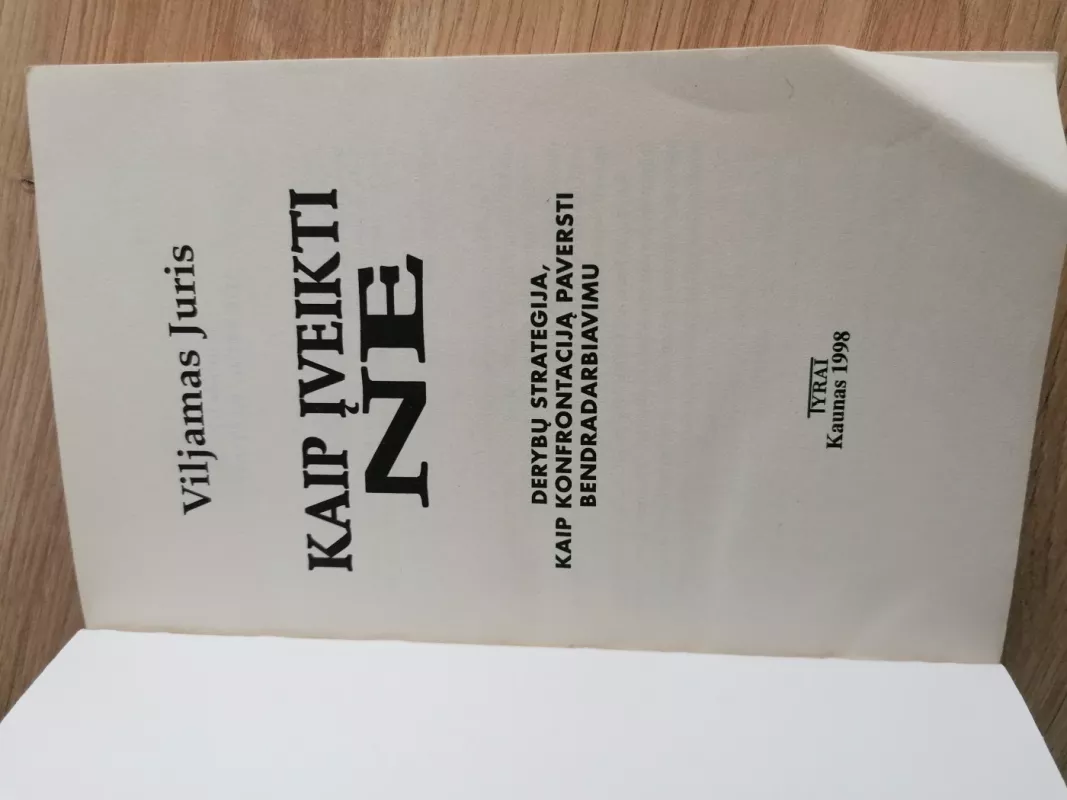 Viljamas Juris
KAIP ĮVEIKTI
NE
DERYBŲ STRATEGIJA,
KAIP KONFRONTACIJĄ PAVERSTI
BENDRADARBIAVIMU
TYRAI
Kaunas 1998